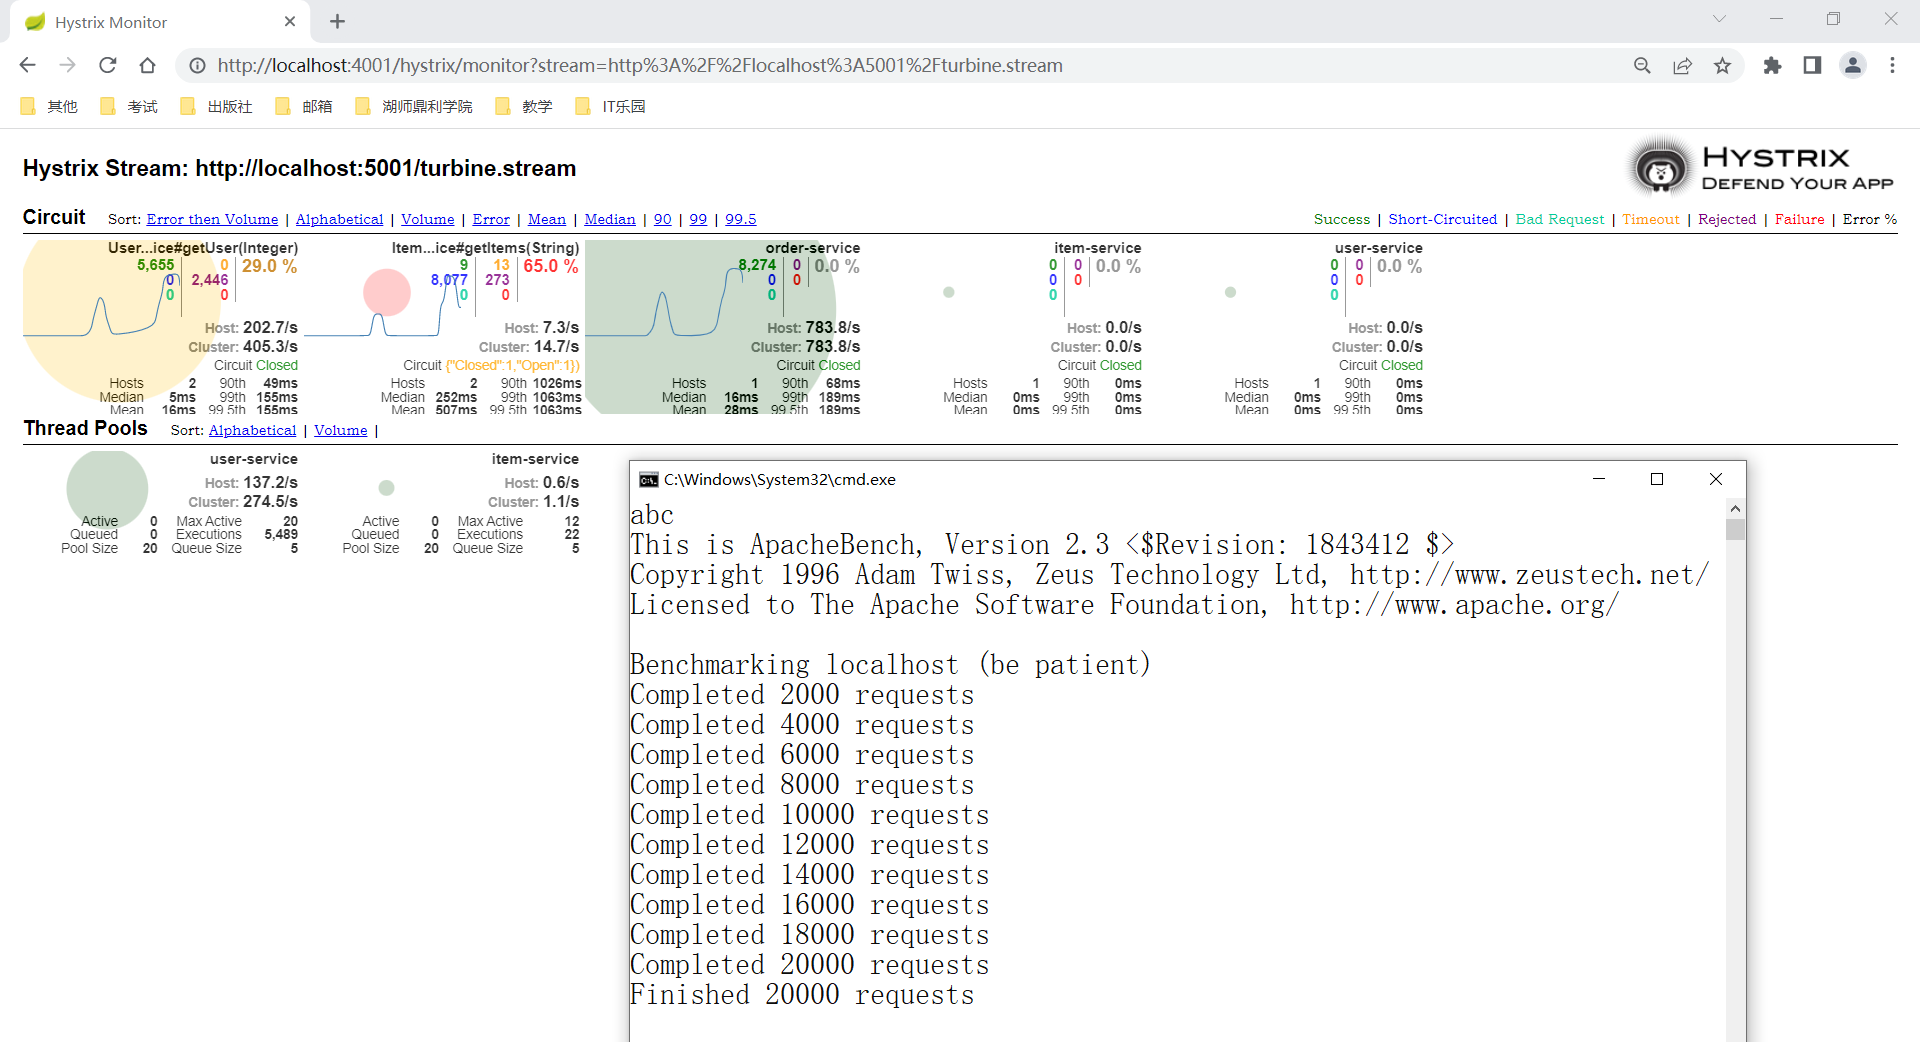 Hystrix Monitor
http://localhost:4001/hystrix/monitor?stream=http%3A%2F%2Flocalhost%3A5001%2Fturbine.stream
其他 考试 出版社 邮箱 湖师鼎利学院 教学 IT乐园
Hystrix Stream: http://localhost:5001/turbine.stream
HYSTRIX
DEFEND YOUR APP
Circuit Sort: Error then Volume | Alphabetical | Volume | Error | Mean | Median | 90 | 99 | 99.5
Success | Short-Circuited | Bad Request | Timeout | Rejected | Failure | Error %
User...ice#getUser(Integer)
5,655 0 29.0 %
0 2,446
0 0
Host: 202.7/s
Cluster: 405.3/s
Circuit Closed
Hosts 2 90th 49ms
Median 5ms 99th 155ms
Mean 16ms 99.5th 155ms
Item...ice#getItems(String)
9 13 65.0 %
8,077 273
0 0
Host: 7.3/s
Cluster: 14.7/s
Circuit {"Closed":1,"Open":1})
Hosts 2 90th 1026ms
Median 252ms 99th 1063ms
Mean 507ms 99.5th 1063ms
order-service
8,274 0 0.0 %
0 0
0
Host: 783.8/s
Cluster: 783.8/s
Circuit Closed
Hosts 1 90th 68ms
Median 16ms 99th 189ms
Mean 28ms 99.5th 189ms
item-service
0 0 0.0 %
0 0
0
Host: 0.0/s
Cluster: 0.0/s
Circuit Closed
Hosts 1 90th 0ms
Median 0ms 99th 0ms
Mean 0ms 99.5th 0ms
user-service
0 0 0.0 %
0 0
0
Host: 0.0/s
Cluster: 0.0/s
Circuit Closed
Hosts 1 90th 0ms
Median 0ms 99th 0ms
Mean 0ms 99.5th 0ms
Thread Pools Sort: Alphabetical | Volume |
user-service
Host: 137.2/s
Cluster: 274.5/s
Active 0 Max Active 20
Queued 0 Executions 5,489
Pool Size 20 Queue Size 5
item-service
Host: 0.6/s
Cluster: 1.1/s
Active 0 Max Active 12
Queued 0 Executions 22
Pool Size 20 Queue Size 5
C:\Windows\System32\cmd.exe
abc
This is ApacheBench, Version 2.3 <$Revision: 1843412 $>
Copyright 1996 Adam Twiss, Zeus Technology Ltd, http://www.zeustech.net/
Licensed to The Apache Software Foundation, http://www.apache.org/
Benchmarking localhost (be patient)
Completed 2000 requests
Completed 4000 requests
Completed 6000 requests
Completed 8000 requests
Completed 10000 requests
Completed 12000 requests
Completed 14000 requests
Completed 16000 requests
Completed 18000 requests
Completed 20000 requests
Finished 20000 requests